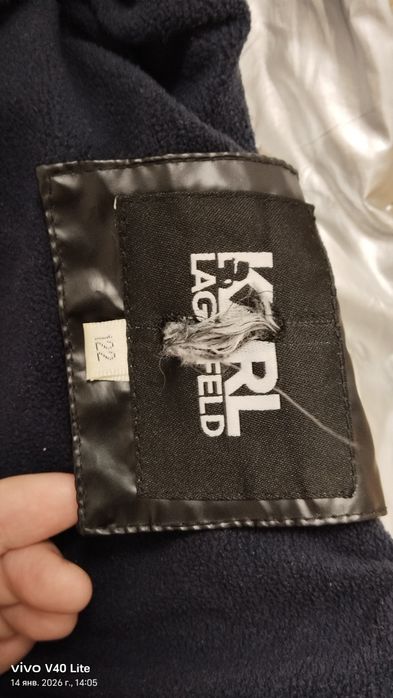 KARL
LAGERFELD
122
vivo V40 Lite
14 янв. 2026 г., 14:05